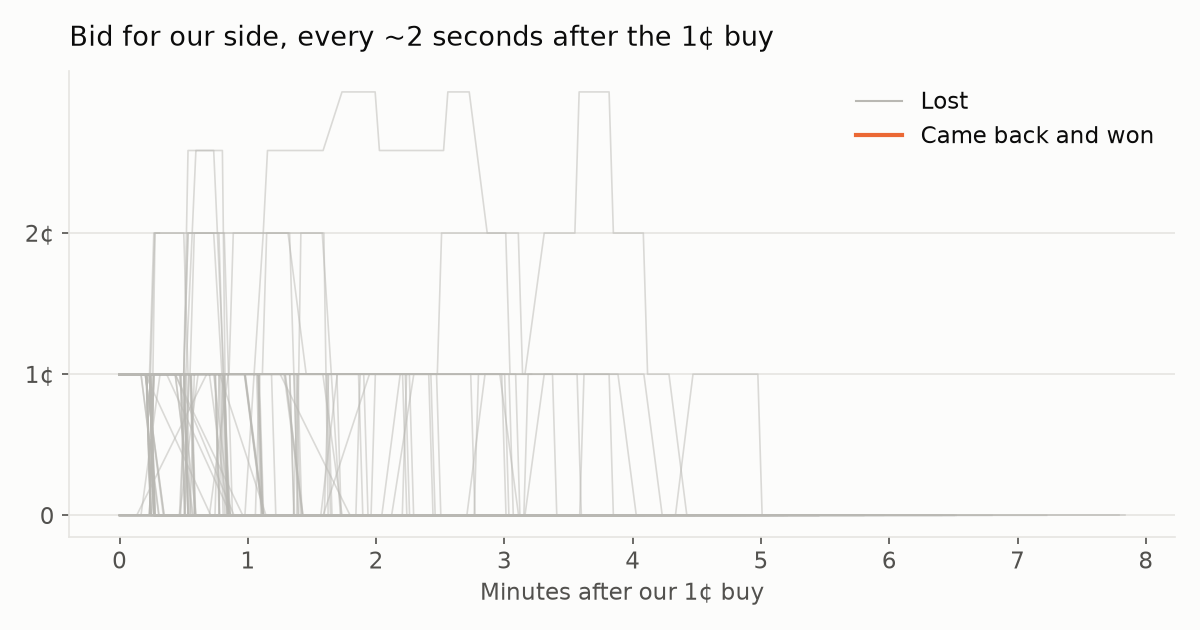 Bid for our side, every ~2 seconds after the 1¢ buy
Lost
Came back and won
2¢
1¢
0
0 1 2 3 4 5 6 7 8
Minutes after our 1¢ buy